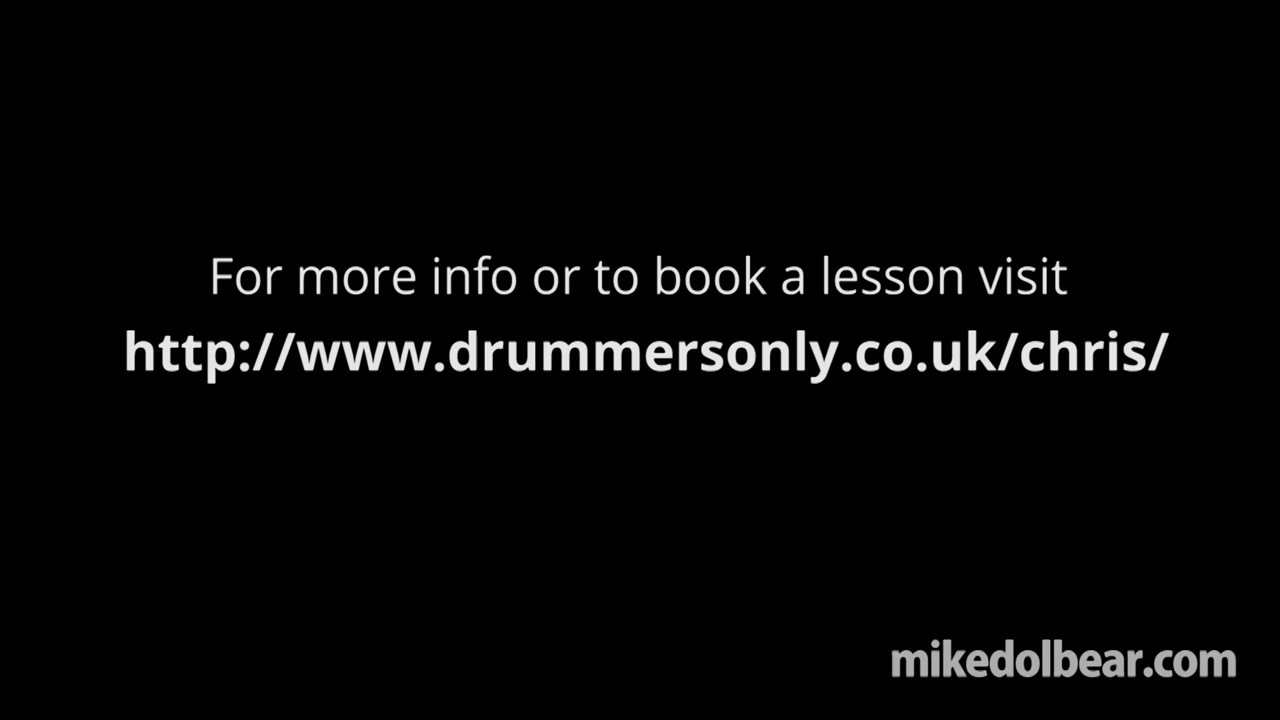 For more info or to book a lesson visit
http://www.drummersonly.co.uk/chris/
mikedolbear.com